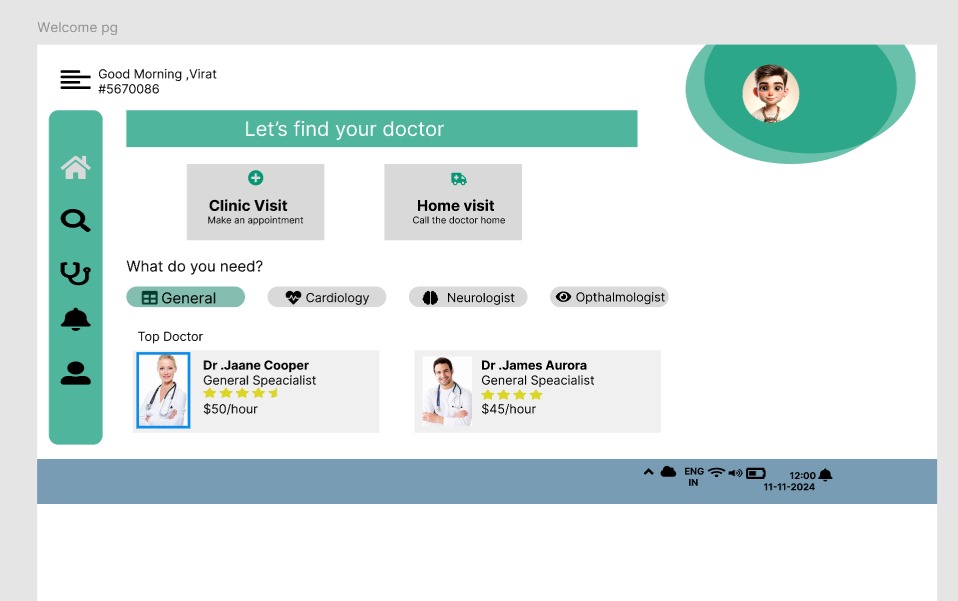 Welcome pg
Good Morning ,Virat
#5670086
Let's find your doctor
Clinic Visit
Make an appointment
Home visit
Call the doctor home
What do you need?
General
Cardiology
Neurologist
Opthalmologist
Top Doctor
Dr .Jaane Cooper
General Speacialist
$50/hour
Dr .James Aurora
General Speacialist
$45/hour
ENG
IN
12:00
11-11-2024